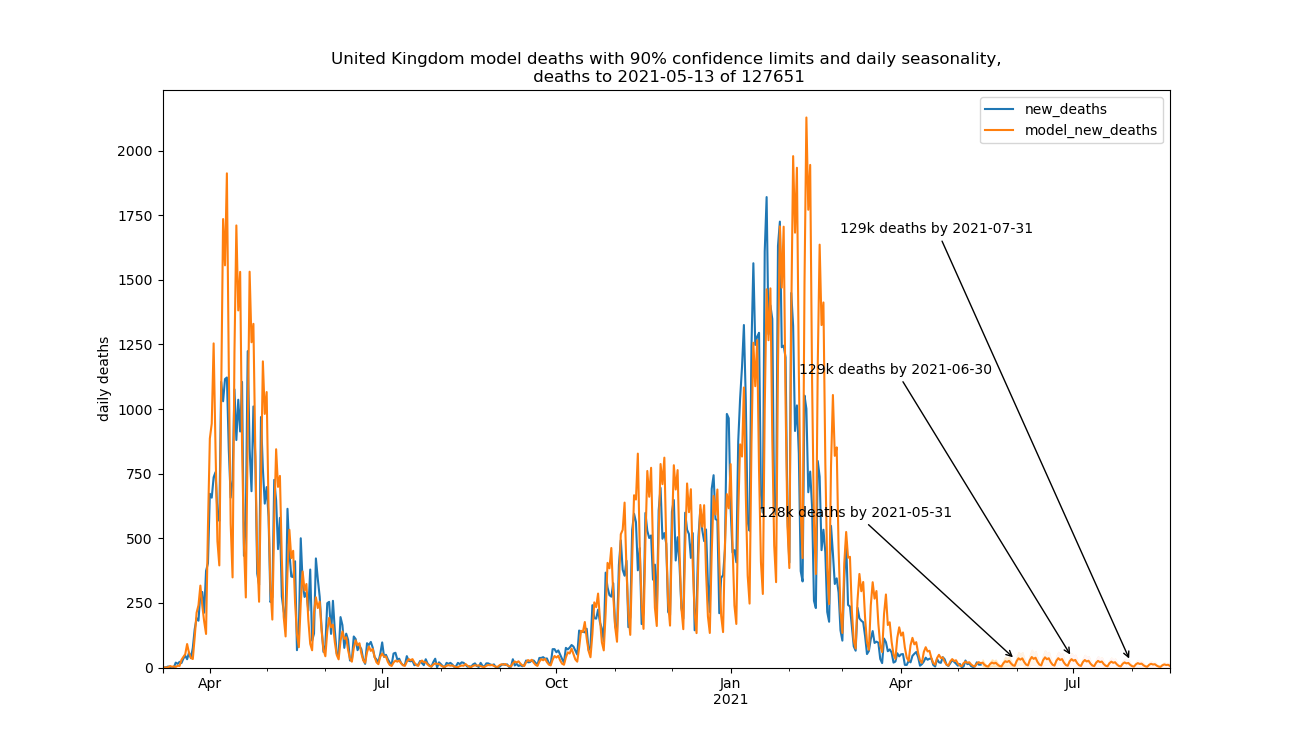 United Kingdom model deaths with 90% confidence limits and daily seasonality,
deaths to 2021-05-13 of 127651
new_deaths
model_new_deaths
daily deaths
2000
1750
1500
1250
1000
750
500
250
0
129k deaths by 2021-07-31
129k deaths by 2021-06-30
128k deaths by 2021-05-31
Apr Jul Oct Jan Apr Jul
2021